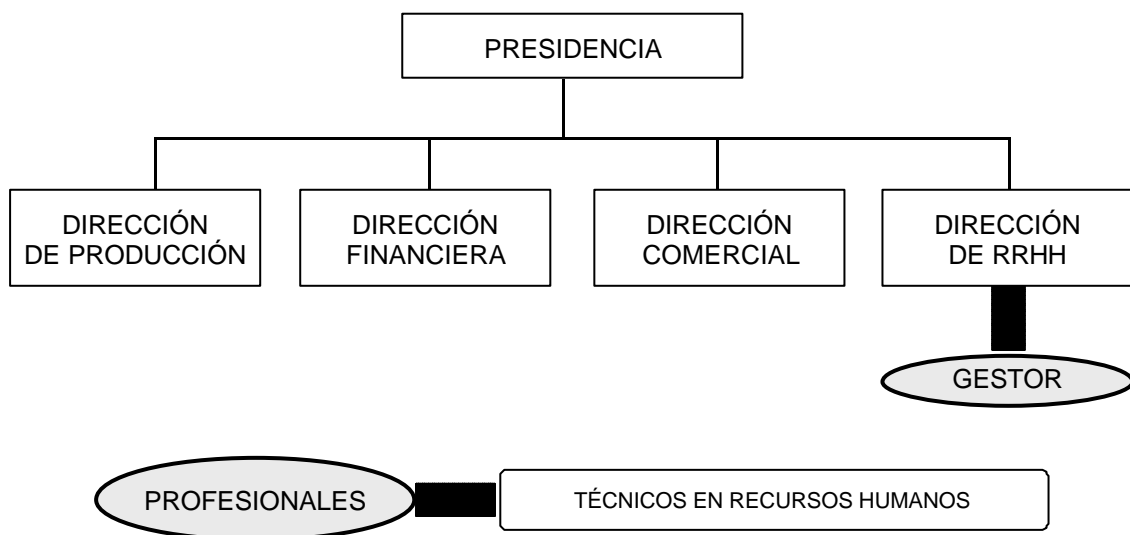 PRESIDENCIA
DIRECCIÓN
DE PRODUCCIÓN
DIRECCIÓN
FINANCIERA
DIRECCIÓN
COMERCIAL
DIRECCIÓN
DE RRHH
GESTOR
PROFESIONALES
TÉCNICOS EN RECURSOS HUMANOS